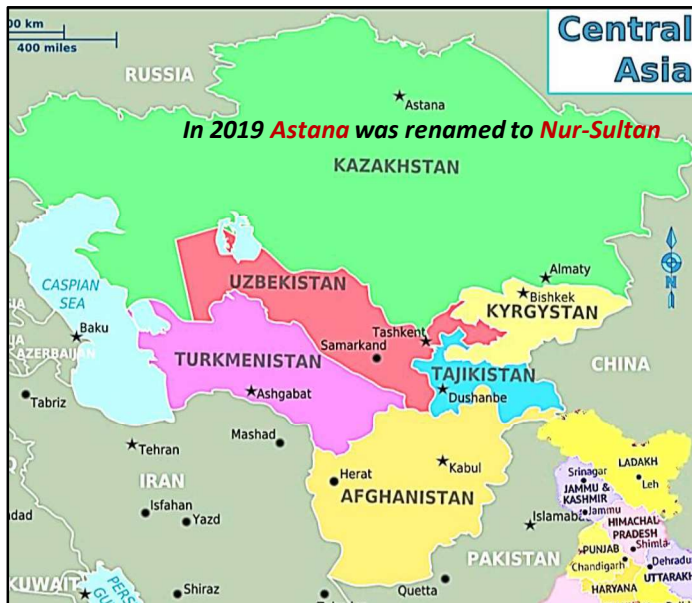 00 km
400 miles
Central
Asia
RUSSIA
Astana
In 2019 Astana was renamed to Nur-Sultan
KAZAKHSTAN
CASPIAN
SEA
UZBEKISTAN
Almaty
Bishkek
KYRGYSTAN
N
Baku
AZERBAIJAN
Tashkent
Samarkand
TURKMENISTAN
TAJIKISTAN
CHINA
Ashgabat
Dushanbe
Tabriz
Mashad
Tehran
Herat
Kabul
IRAN
AFGHANISTAN
Srinagar
LADAKH
Leh
JAMMU &
KASHMIR
Jammu
Isfahan
Yazd
Islamabad
HIMACHAL
PRADESH
Shimla
PUNJAB
Chandigarh
Dehradu
UTTARAKH
HARYANA
PAKISTAN
KUWAIT
PERS
GU
Shiraz
Quetta